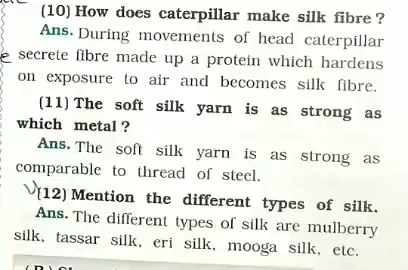 (10) How does caterpillar make silk fibre ?
Ans. During movements of head caterpillar
secrete fibre made up a protein which hardens
on exposure to air and becomes silk fibre.
(11) The soft silk yarn is as strong as
which metal ?
Ans. The soft silk yarn is as strong as
comparable to thread of steel.
(12) Mention the different types of silk.
Ans. The different types of silk are mulberry
silk, tassar silk, eri silk, mooga silk, etc.